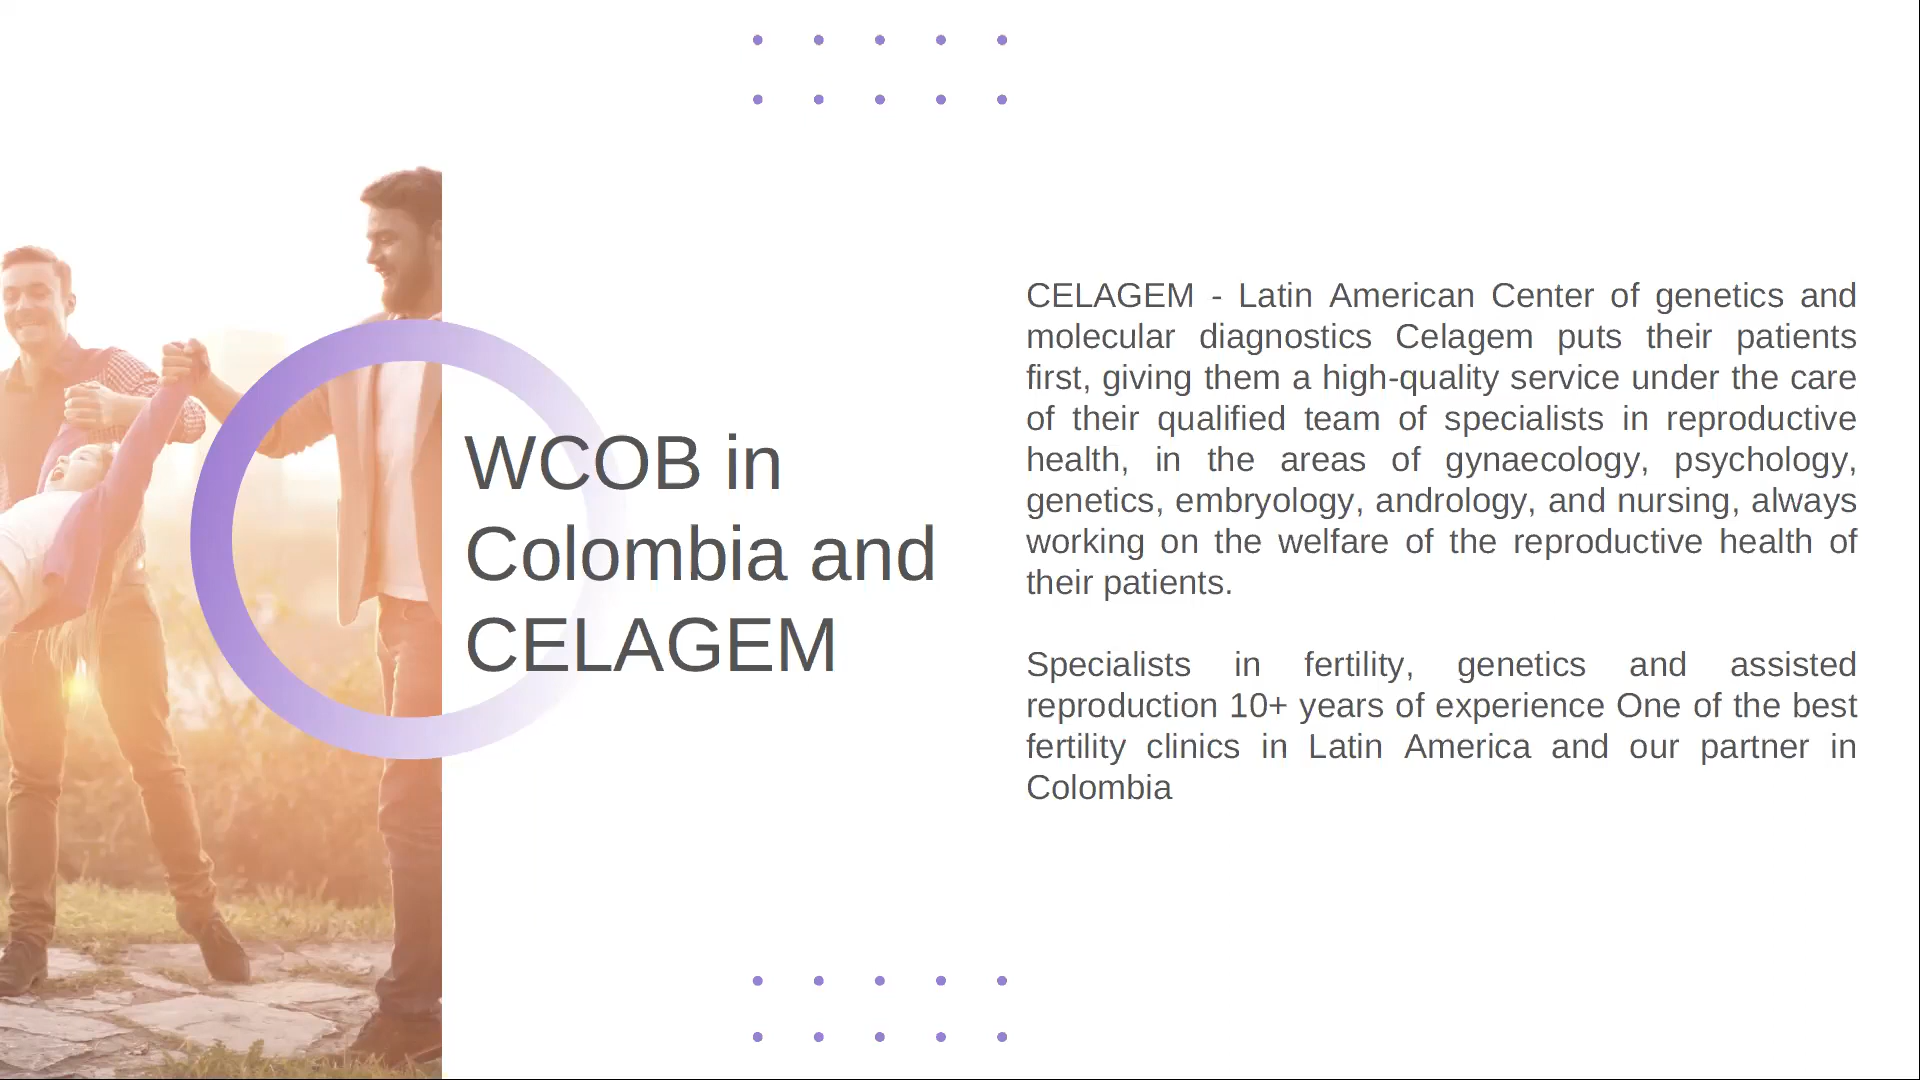 WCOB in
Colombia and
CELAGEM
CELAGEM - Latin American Center of genetics and
molecular diagnostics Celagem puts their patients
first, giving them a high-quality service under the care
of their qualified team of specialists in reproductive
health, in the areas of gynaecology, psychology,
genetics, embryology, andrology, and nursing, always
working on the welfare of the reproductive health of
their patients.
Specialists in fertility, genetics and assisted
reproduction 10+ years of experience One of the best
fertility clinics in Latin America and our partner in
Colombia